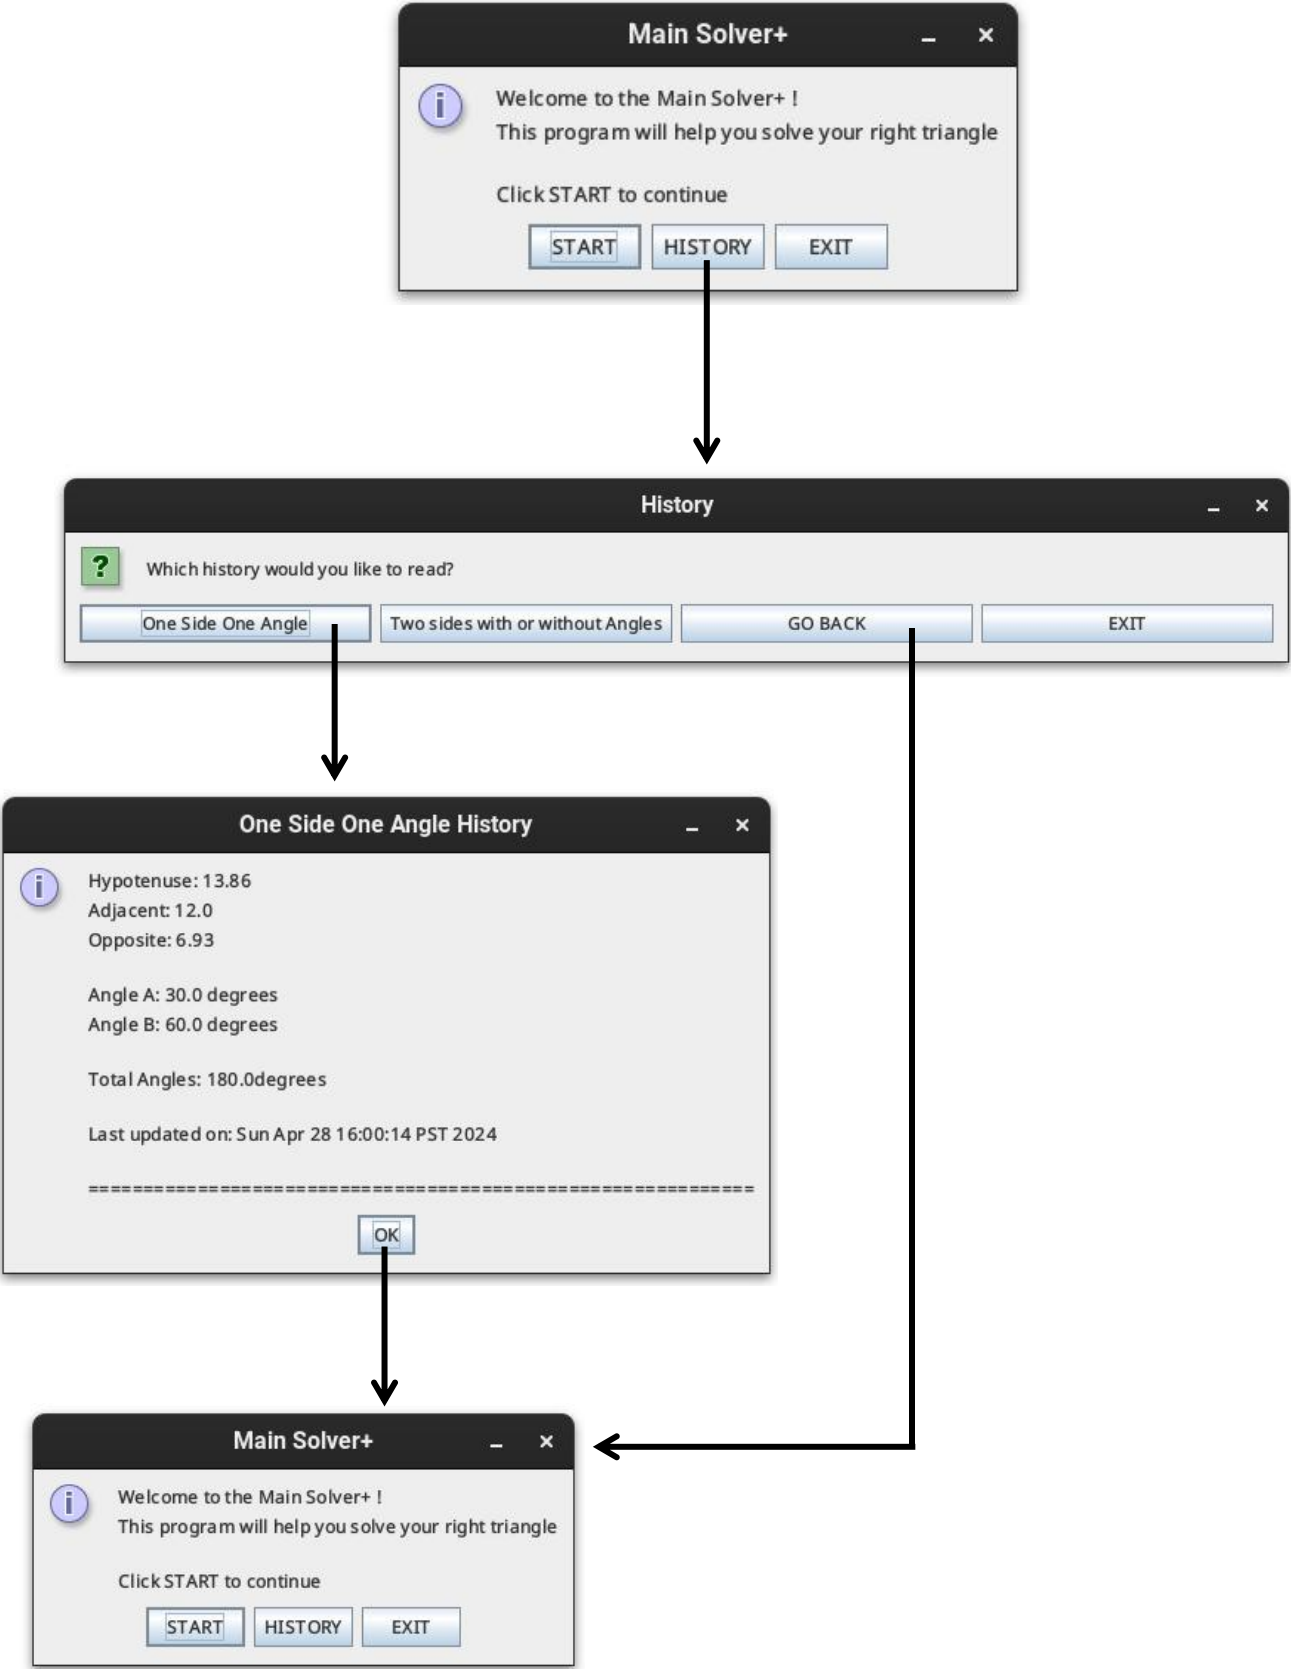 Main Solver+
Welcome to the Main Solver+ !
This program will help you solve your right triangle
Click START to continue
START HISTORY EXIT
History
Which history would you like to read?
One Side One Angle Two sides with or without Angles GO BACK EXIT
One Side One Angle History
Hypotenuse: 13.86
Adjacent: 12.0
Opposite: 6.93
Angle A: 30.0 degrees
Angle B: 60.0 degrees
Total Angles: 180.0degrees
Last updated on: Sun Apr 28 16:00:14 PST 2024
=============================================================
OK
Main Solver+
Welcome to the Main Solver+ !
This program will help you solve your right triangle
Click START to continue
START HISTORY EXIT